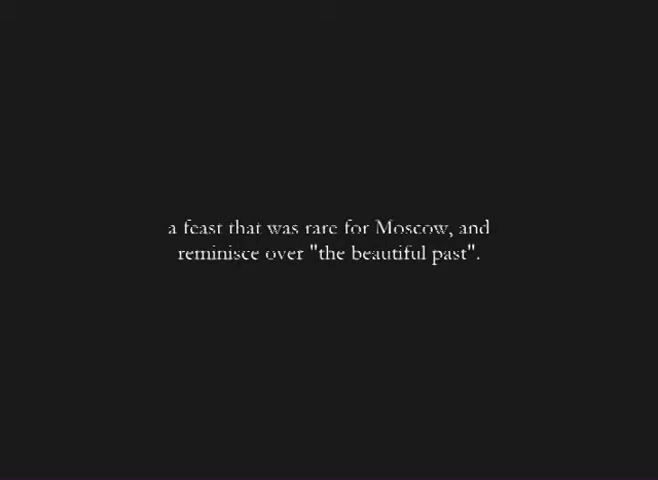 a feast that was rare for Moscow, and
reminisce over "the beautiful past".